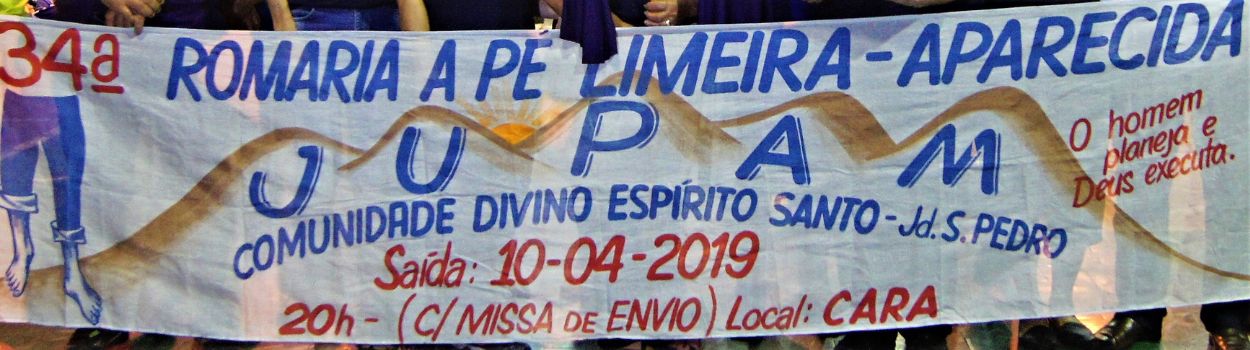 34ª ROMARIA A PÉ LIMEIRA-APARECIDA
JUPAM
O homem
planeja e
Deus executa.
COMUNIDADE DIVINO ESPÍRITO SANTO - Jd. S. PEDRO
Saída: 10-04-2019
20h - (C/ MISSA DE ENVIO) Local: CARA